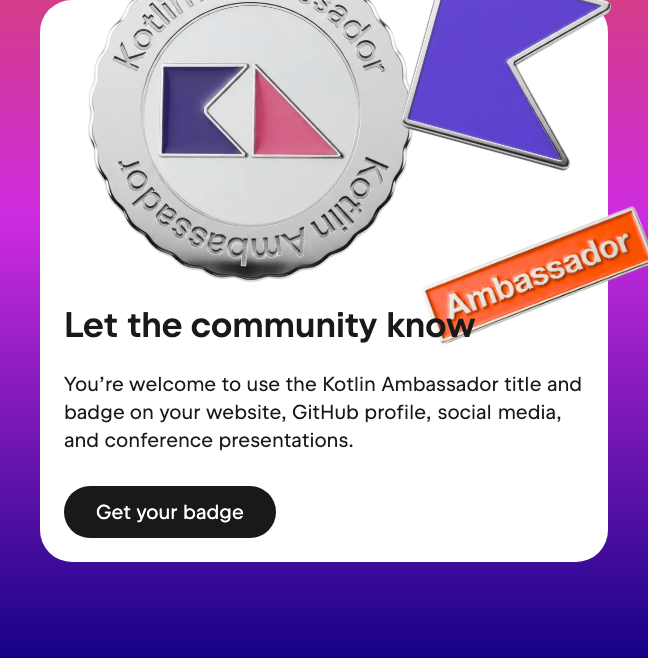 Kotlin Ambassador
Kotlin Ambassador
Ambassador
Let the community know
You’re welcome to use the Kotlin Ambassador title and
badge on your website, GitHub profile, social media,
and conference presentations.
Get your badge